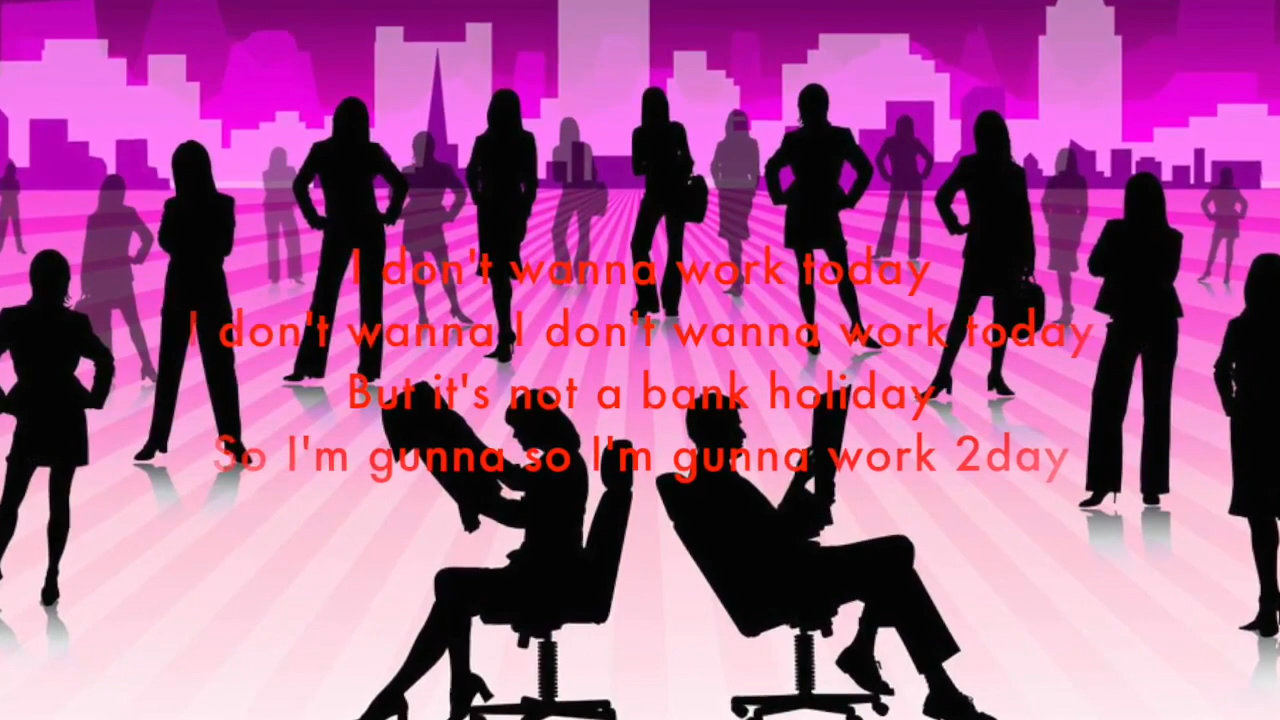 I don't wanna work today
I don't wanna I don't wanna work today
But it's not a bank holiday
So I'm gunna so I'm gunna work 2day